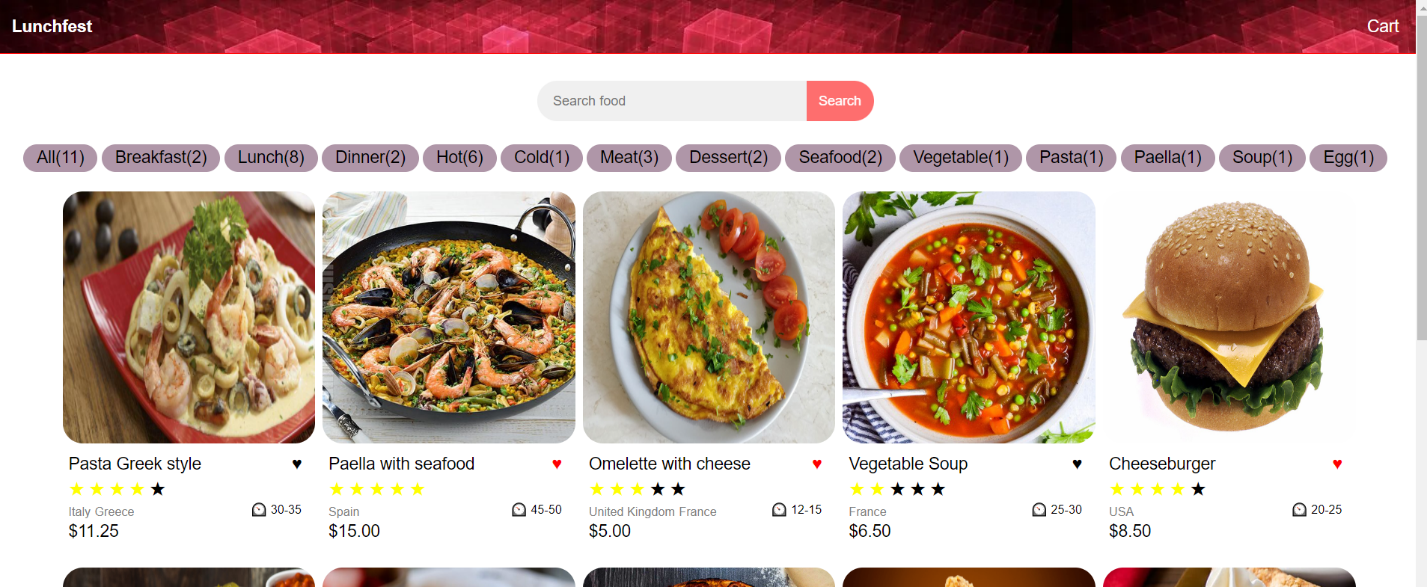 Lunchfest Cart
Search food Search
All(11) Breakfast(2) Lunch(8) Dinner(2) Hot(6) Cold(1) Meat(3) Dessert(2) Seafood(2) Vegetable(1) Pasta(1) Paella(1) Soup(1) Egg(1)
Pasta Greek style ♥ Paella with seafood ♥ Omelette with cheese ♥ Vegetable Soup ♥ Cheeseburger ♥
★ ★ ★ ★ ★ ★ ★ ★ ★ ★ ★ ★ ★ ★ ★ ★ ★ ★ ★ ★ ★ ★ ★ ★ ★
Italy Greece 30-35 Spain 45-50 United Kingdom France 12-15 France 25-30 USA 20-25
$11.25 $15.00 $5.00 $6.50 $8.50